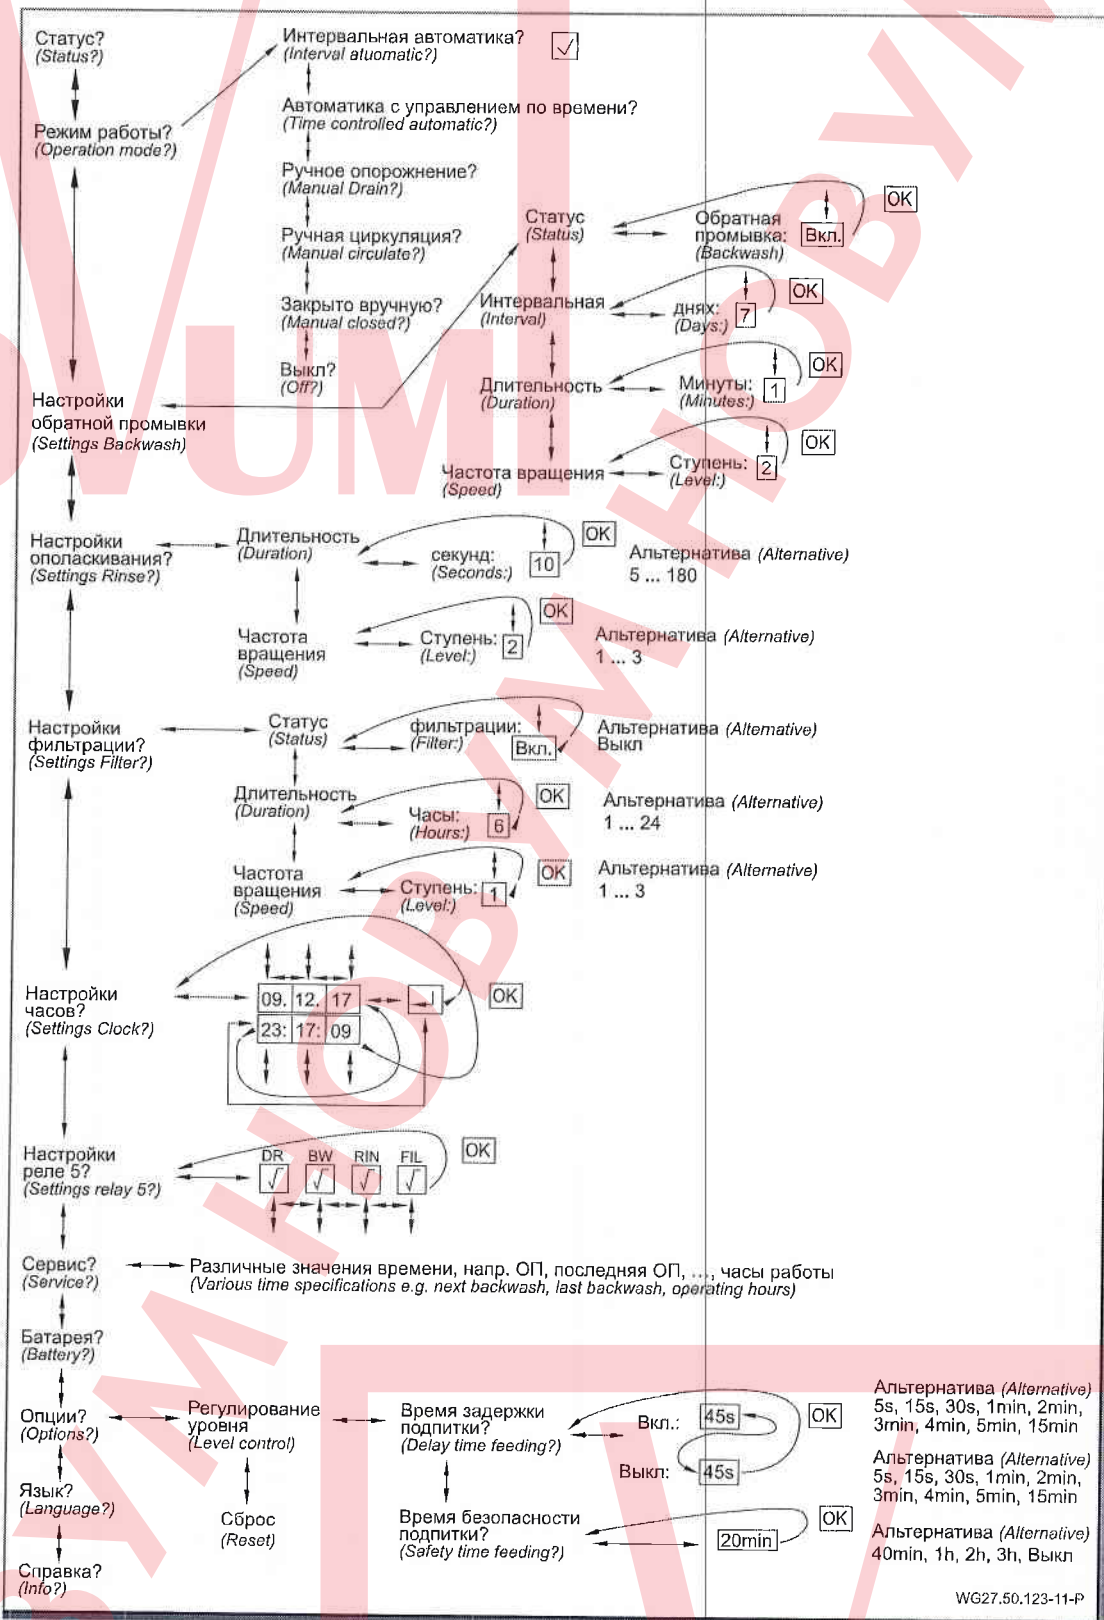 Статус?
(Status?)
Режим работы?
(Operation mode?)
Интервальная автоматика?
(Interval atuomatic?)
Автоматика с управлением по времени?
(Time controlled automatic?)
Ручное опорожнение?
(Manual Drain?)
Ручная циркуляция?
(Manual circulate?)
Закрыто вручную?
(Manual closed?)
Выкл?
(Off?)
Настройки
обратной промывки
(Settings Backwash)
Статус
(Status)
Обратная
промывка: Вкл.
(Backwash)
OK
Интервальная
(Interval)
днях: 7
(Days:)
OK
Длительность
(Duration)
Минуты: 1
(Minutes:)
OK
Частота вращения
(Speed)
Ступень: 2
(Level:)
OK
Настройки
ополаскивания?
(Settings Rinse?)
Длительность
(Duration)
секунд: 10
(Seconds:)
OK
Альтернатива (Alternative)
5 ... 180
Частота
вращения
(Speed)
Ступень: 2
(Level:)
OK
Альтернатива (Alternative)
1 ... 3
Настройки
фильтрации?
(Settings Filter?)
Статус
(Status)
фильтрации:
(Filter:) Вкл.
Альтернатива (Alternative)
Выкл
Длительность
(Duration)
Часы: 6
(Hours:)
OK
Альтернатива (Alternative)
1 ... 24
Частота
вращения
(Speed)
Ступень: 1
(Level:)
OK
Альтернатива (Alternative)
1 ... 3
Настройки
часов?
(Settings Clock?)
09. 12. 17
23: 17: 09
OK
Настройки
реле 5?
(Settings relay 5?)
DR BW RIN FIL
OK
Сервис?
(Service?)
Различные значения времени, напр. ОП, последняя ОП, ..., часы работы
(Various time specifications e.g. next backwash, last backwash, operating hours)
Батарея?
(Battery?)
Опции?
(Options?)
Регулирование
уровня
(Level control)
Сброс
(Reset)
Время задержки
подпитки?
(Delay time feeding?)
Вкл.: 45s
Выкл: 45s
OK
Альтернатива (Alternative)
5s, 15s, 30s, 1min, 2min,
3min, 4min, 5min, 15min
Альтернатива (Alternative)
5s, 15s, 30s, 1min, 2min,
3min, 4min, 5min, 15min
Язык?
(Language?)
Время безопасности
подпитки?
(Safety time feeding?)
20min
OK
Альтернатива (Alternative)
40min, 1h, 2h, 3h, Выкл
Справка?
(Info?)
WG27.50.123-11-P